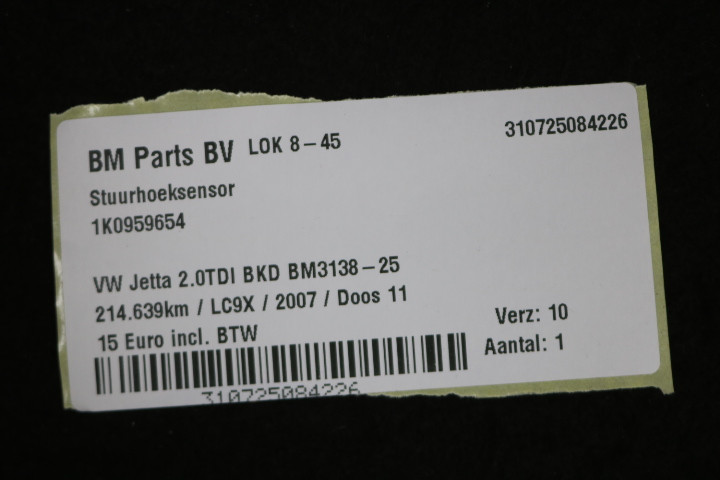 BM Parts BV LOK 8-45
310725084226
Stuurhoeksensor
1K0959654
VW Jetta 2.0TDI BKD BM3138-25
214.639km / LC9X / 2007 / Doos 11
15 Euro incl. BTW
Verz: 10
Aantal: 1
310725084226